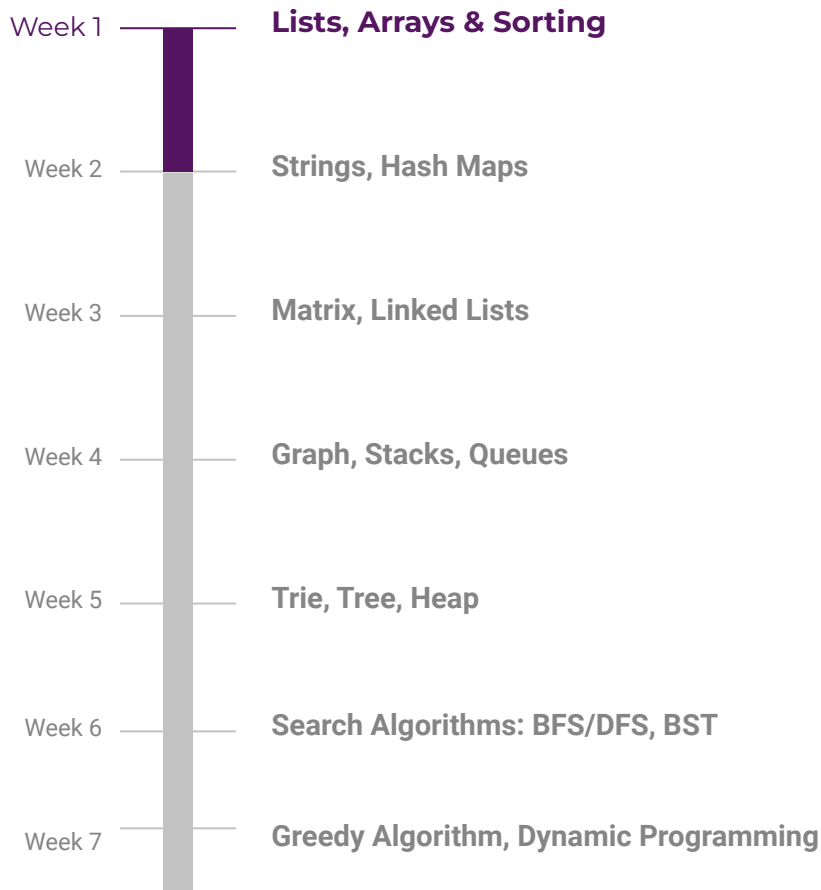 Week 1
Lists, Arrays & Sorting
Week 2
Strings, Hash Maps
Week 3
Matrix, Linked Lists
Week 4
Graph, Stacks, Queues
Week 5
Trie, Tree, Heap
Week 6
Search Algorithms: BFS/DFS, BST
Week 7
Greedy Algorithm, Dynamic Programming